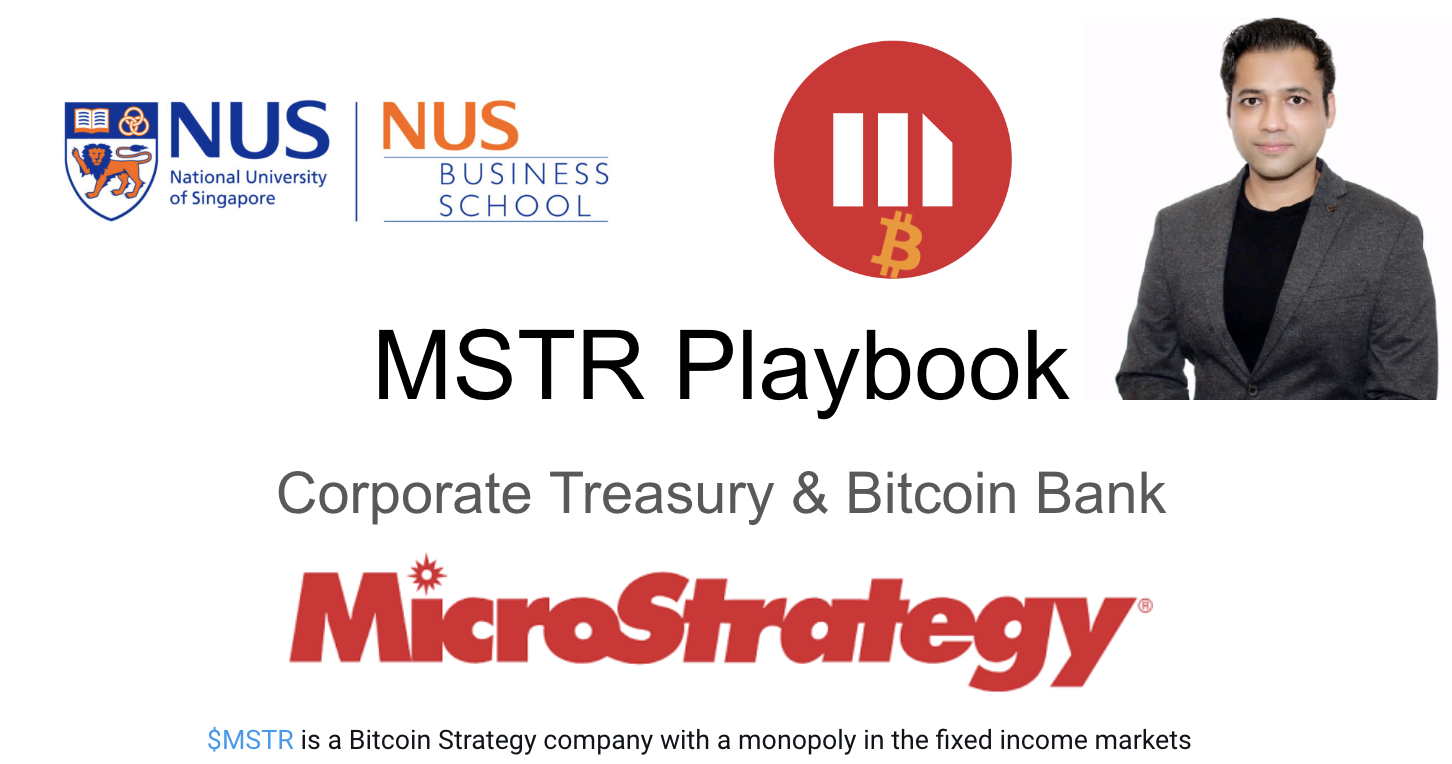 NUS
National University
of Singapore
NUS
BUSINESS
SCHOOL
MSTR Playbook
Corporate Treasury & Bitcoin Bank
MicroStrategy®
$MSTR is a Bitcoin Strategy company with a monopoly in the fixed income markets